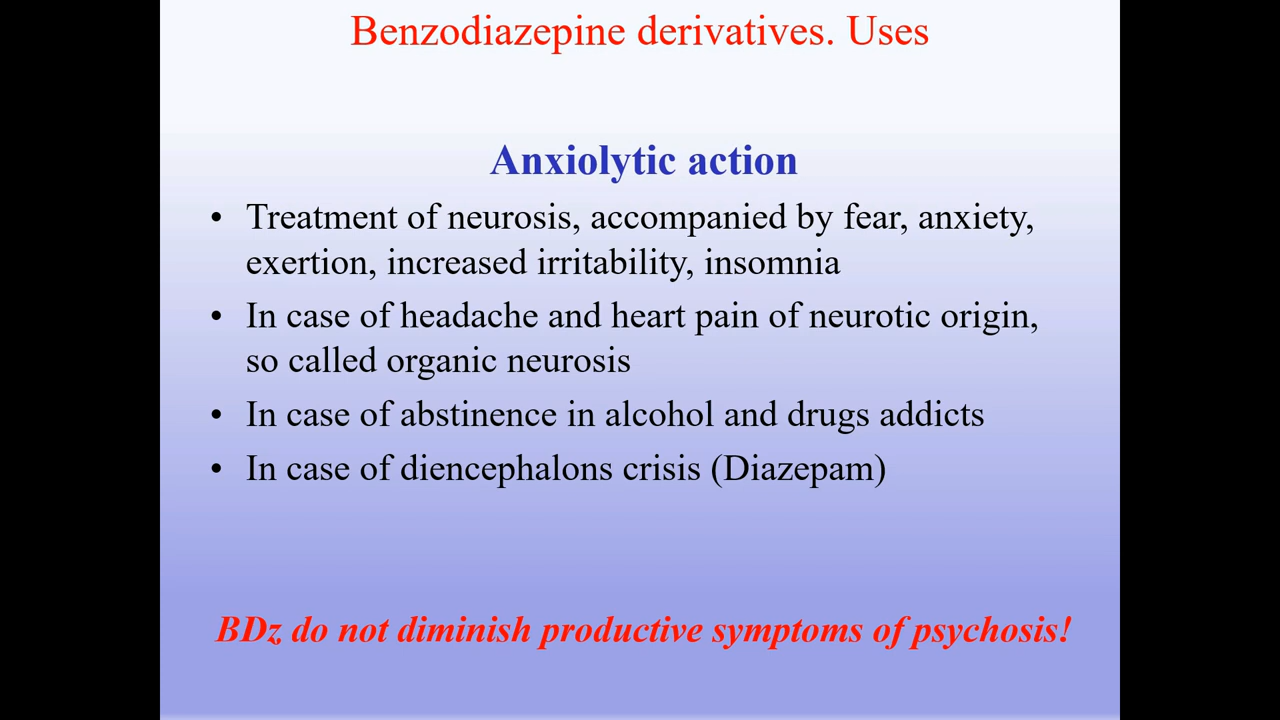 Benzodiazepine derivatives. Uses
Anxiolytic action
• Treatment of neurosis, accompanied by fear, anxiety,
exertion, increased irritability, insomnia
• In case of headache and heart pain of neurotic origin,
so called organic neurosis
• In case of abstinence in alcohol and drugs addicts
• In case of diencephalons crisis (Diazepam)
BDz do not diminish productive symptoms of psychosis!